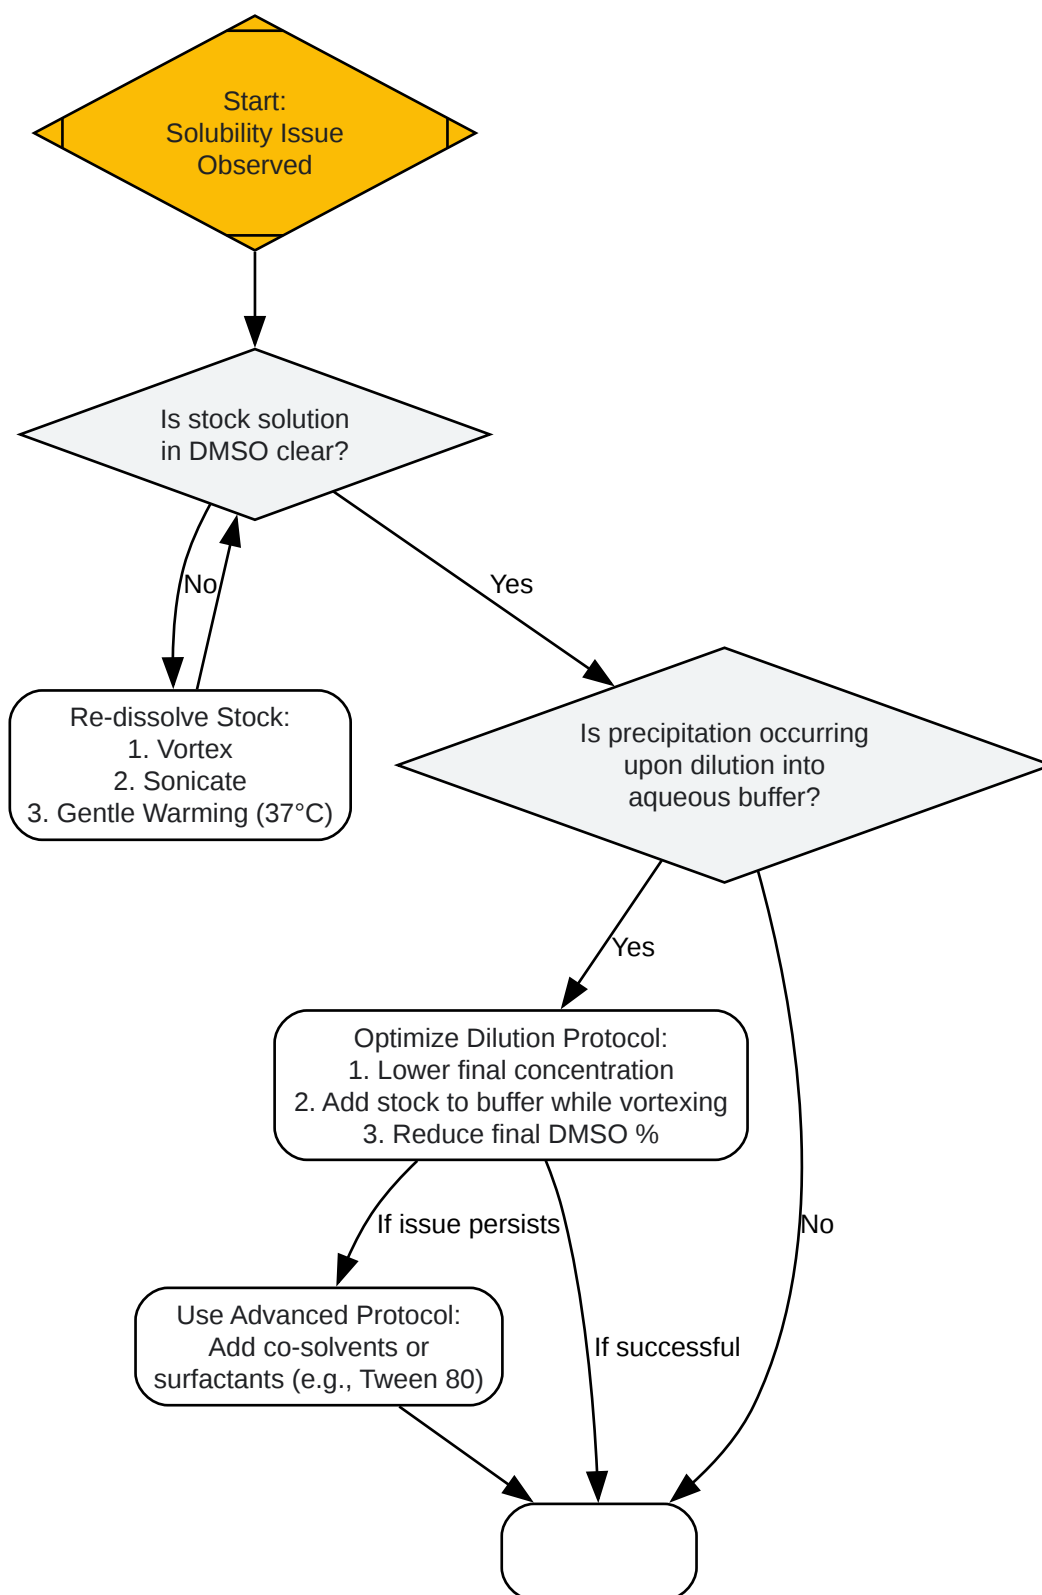 Start:
Solubility Issue
Observed
Is stock solution
in DMSO clear?
No
Yes
Re-dissolve Stock:
1. Vortex
2. Sonicate
3. Gentle Warming (37°C)
Is precipitation occurring
upon dilution into
aqueous buffer?
Yes
Optimize Dilution Protocol:
1. Lower final concentration
2. Add stock to buffer while vortexing
3. Reduce final DMSO %
If issue persists
No
Use Advanced Protocol:
Add co-solvents or
surfactants (e.g., Tween 80)
If successful